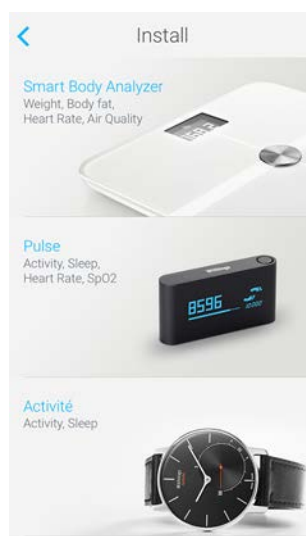 Install
Smart Body Analyzer
Weight, Body fat,
Heart Rate, Air Quality
Pulse
Activity, Sleep,
Heart Rate, SpO2
8596
10000
Activité
Activity, Sleep